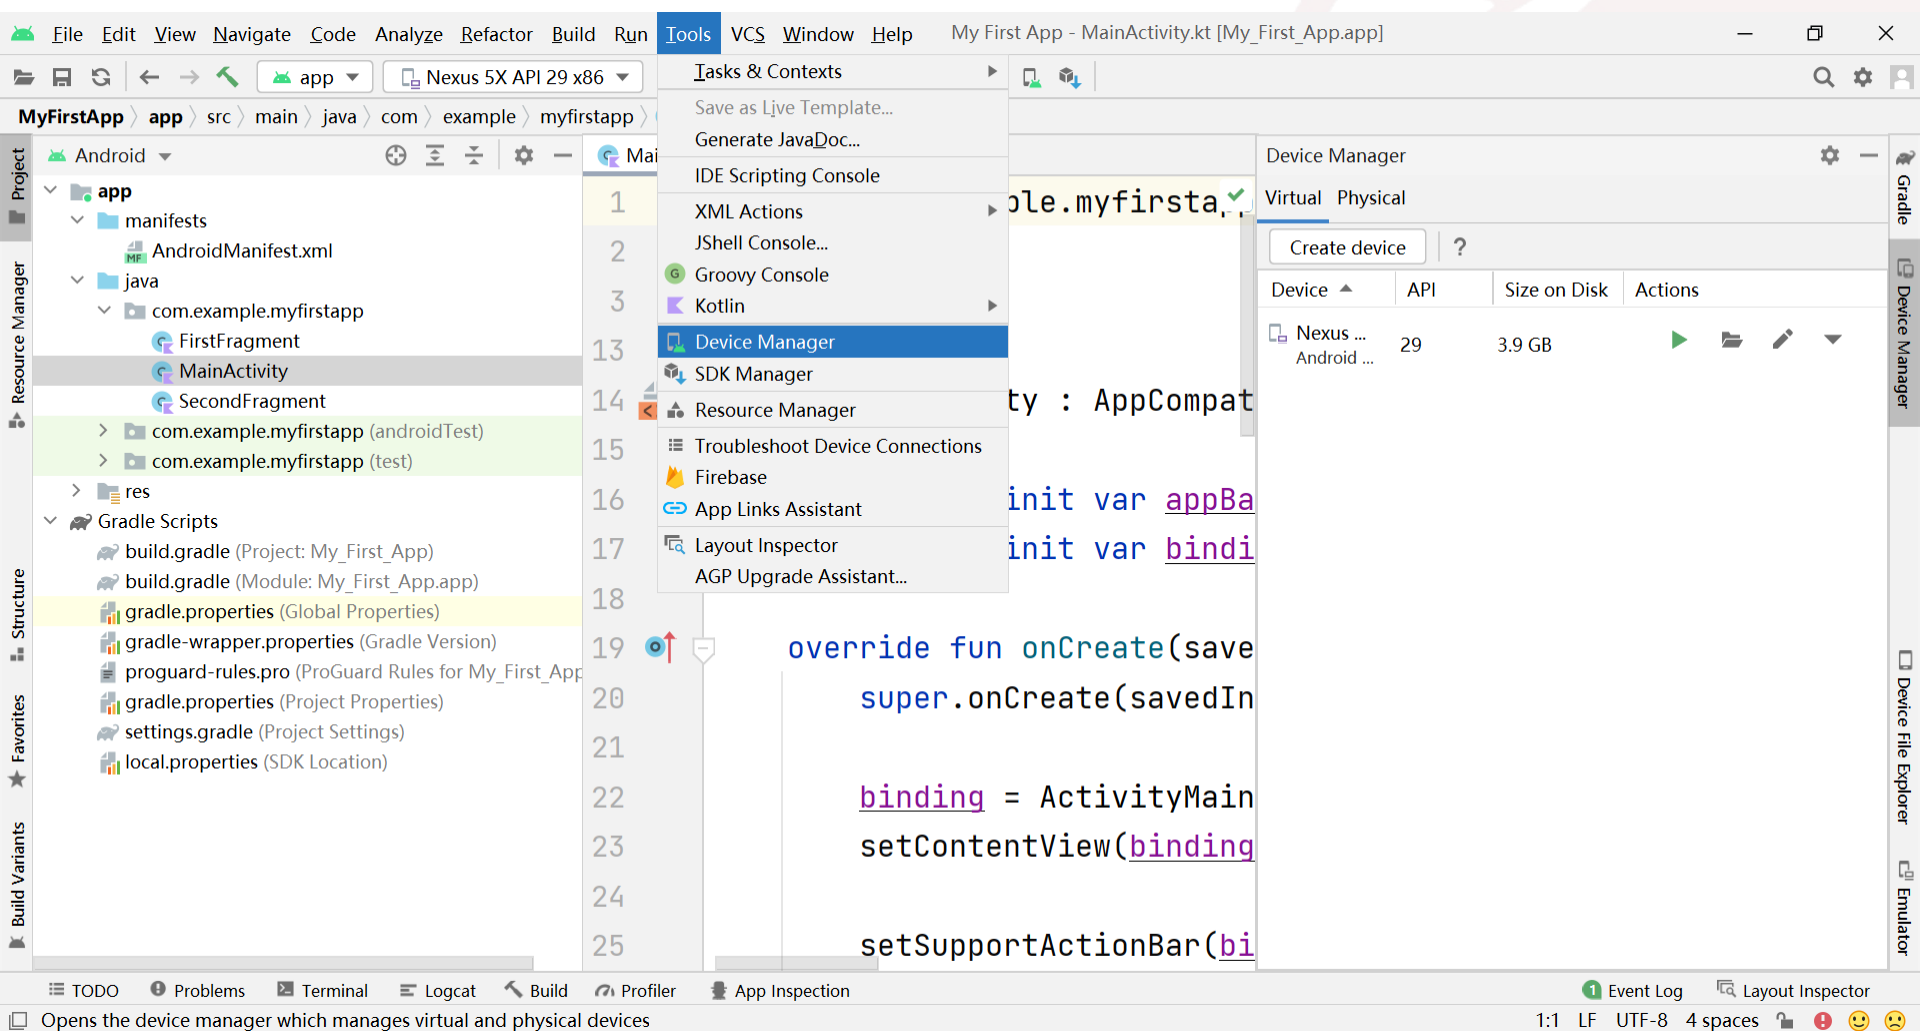 File Edit View Navigate Code Analyze Refactor Build Run Tools VCS Window Help My First App - MainActivity.kt [My_First_App.app]
app Nexus 5X API 29 x86
MyFirstApp app src main java com example myfirstapp
Android
app
manifests
AndroidManifest.xml
java
com.example.myfirstapp
FirstFragment
MainActivity
SecondFragment
com.example.myfirstapp (androidTest)
com.example.myfirstapp (test)
res
Gradle Scripts
build.gradle (Project: My_First_App)
build.gradle (Module: My_First_App.app)
gradle.properties (Global Properties)
gradle-wrapper.properties (Gradle Version)
proguard-rules.pro (ProGuard Rules for My_First_App
gradle.properties (Project Properties)
settings.gradle (Project Settings)
local.properties (SDK Location)
Project
Resource Manager
Structure
Favorites
Build Variants
Tasks & Contexts
Save as Live Template...
Generate JavaDoc...
IDE Scripting Console
XML Actions
JShell Console...
Groovy Console
Kotlin
Device Manager
SDK Manager
Resource Manager
Troubleshoot Device Connections
Firebase
App Links Assistant
Layout Inspector
AGP Upgrade Assistant...
Mai
1 ple.myfirstapp
2
3
13
14 ty : AppCompat
15
16 init var appBa
17 init var bindi
18
19 override fun onCreate(save
20 super.onCreate(savedIn
21
22 binding = ActivityMain
23 setContentView(binding
24
25 setSupportActionBar(bi
Device Manager
Virtual Physical
Create device ?
Device API Size on Disk Actions
Nexus ...
Android ...
29 3.9 GB
Gradle
Device Manager
Device File Explorer
Emulator
TODO Problems Terminal Logcat Build Profiler App Inspection 1 Event Log Layout Inspector
Opens the device manager which manages virtual and physical devices 1:1 LF UTF-8 4 spaces